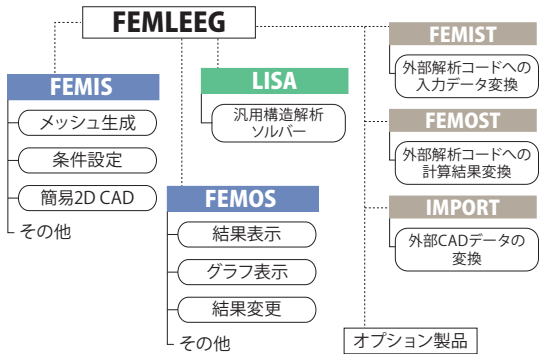 FEMLEEG
FEMIS
メッシュ生成
条件設定
簡易2D CAD
その他
LISA
汎用構造解析
ソルバー
FEMOS
結果表示
グラフ表示
結果変更
その他
FEMIST
外部解析コードへの
入力データ変換
FEMOST
外部解析コードへの
計算結果変換
IMPORT
外部CADデータの
変換
オプション製品